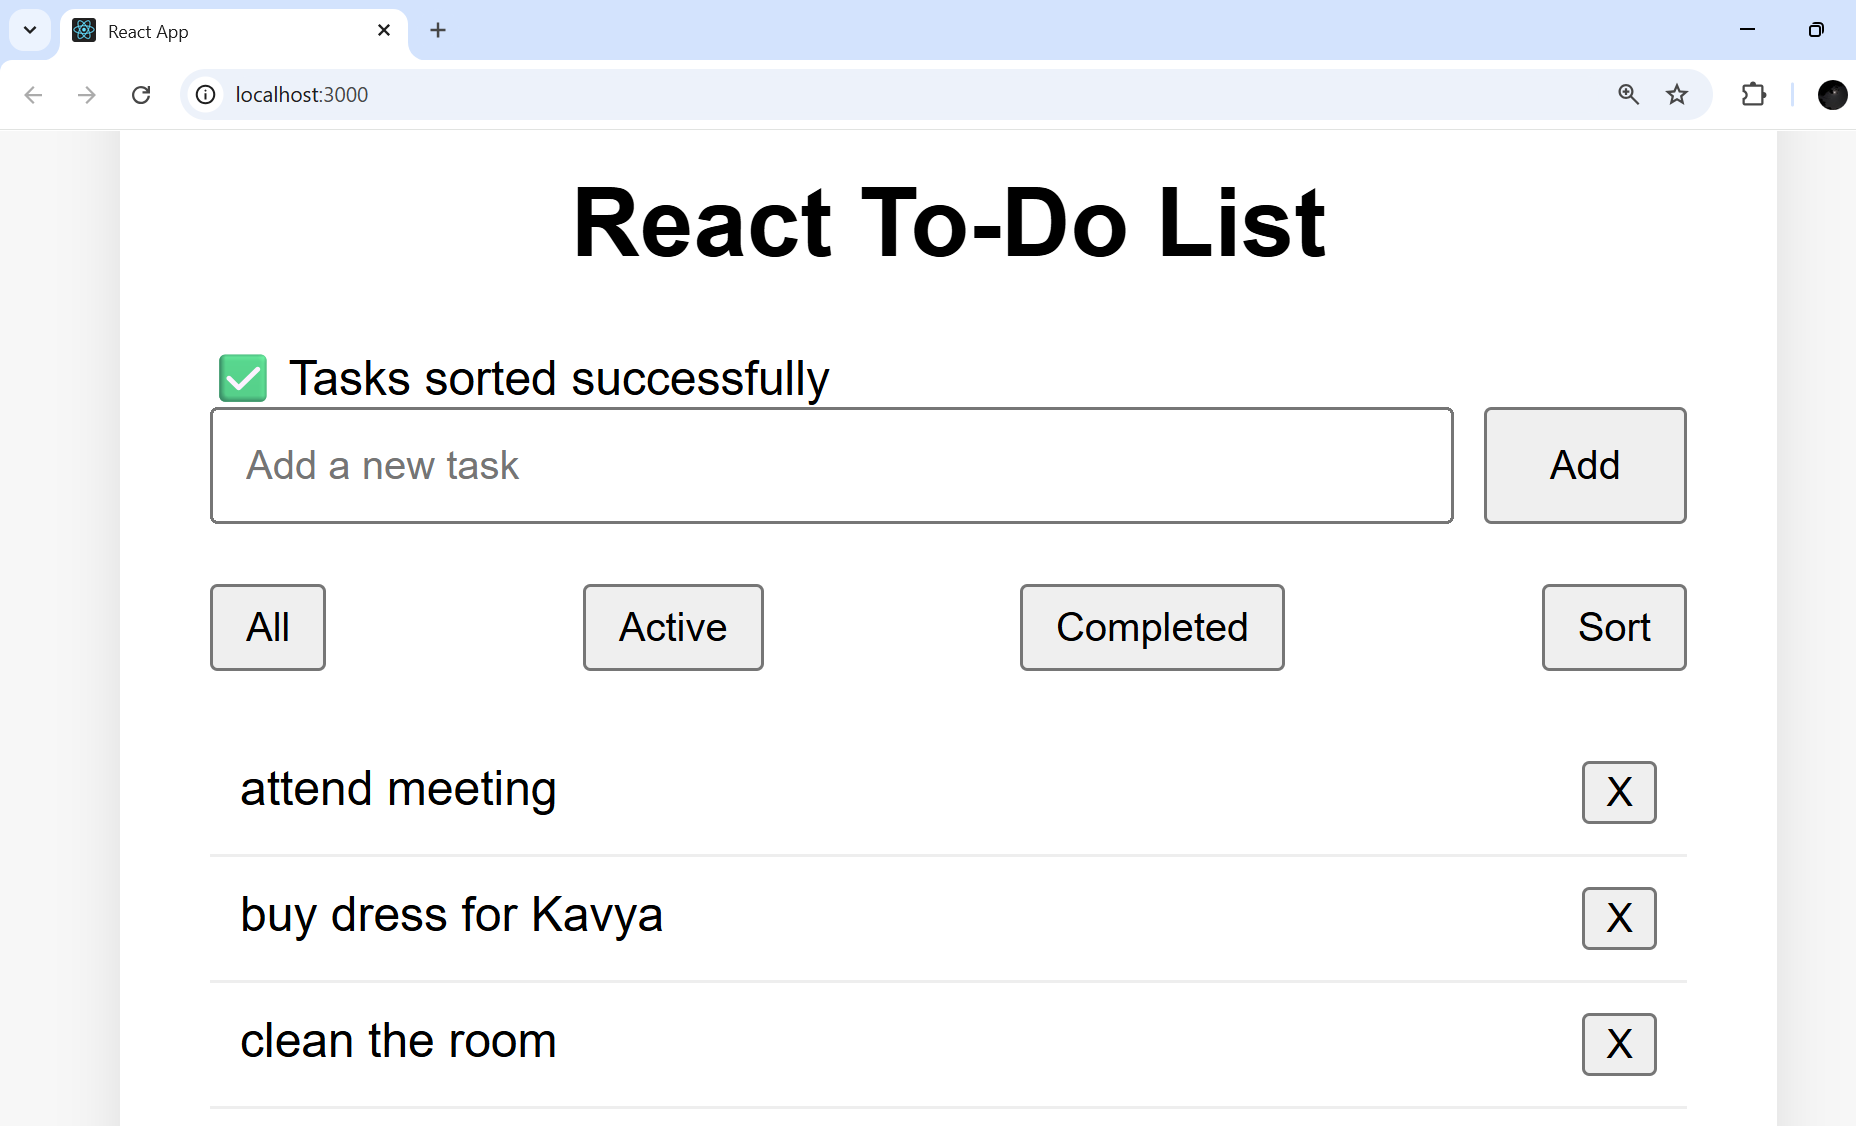 React App
localhost:3000
React To-Do List
✅ Tasks sorted successfully
Add a new task Add
All Active Completed Sort
attend meeting X
buy dress for Kavya X
clean the room X